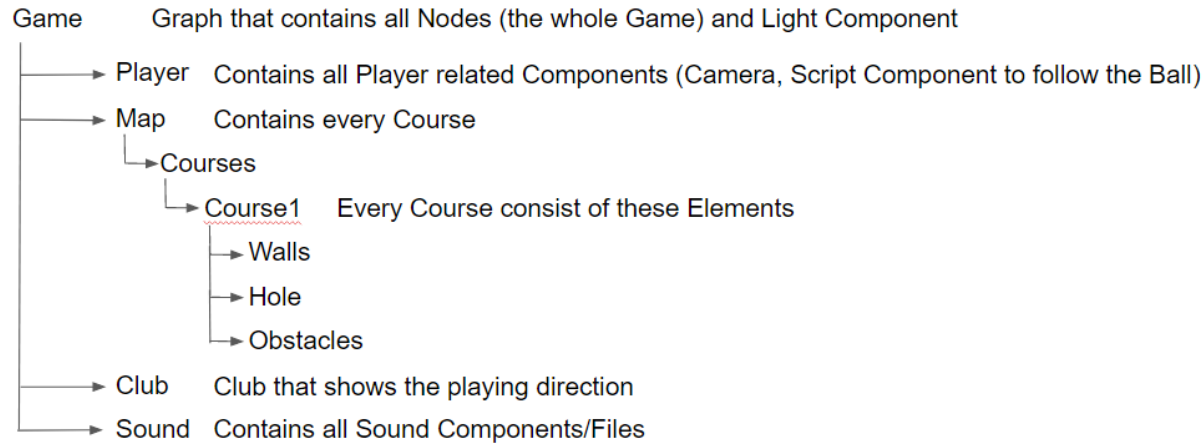 Game Graph that contains all Nodes (the whole Game) and Light Component
Player Contains all Player related Components (Camera, Script Component to follow the Ball)
Map Contains every Course
Courses
Course1 Every Course consist of these Elements
Walls
Hole
Obstacles
Club Club that shows the playing direction
Sound Contains all Sound Components/Files